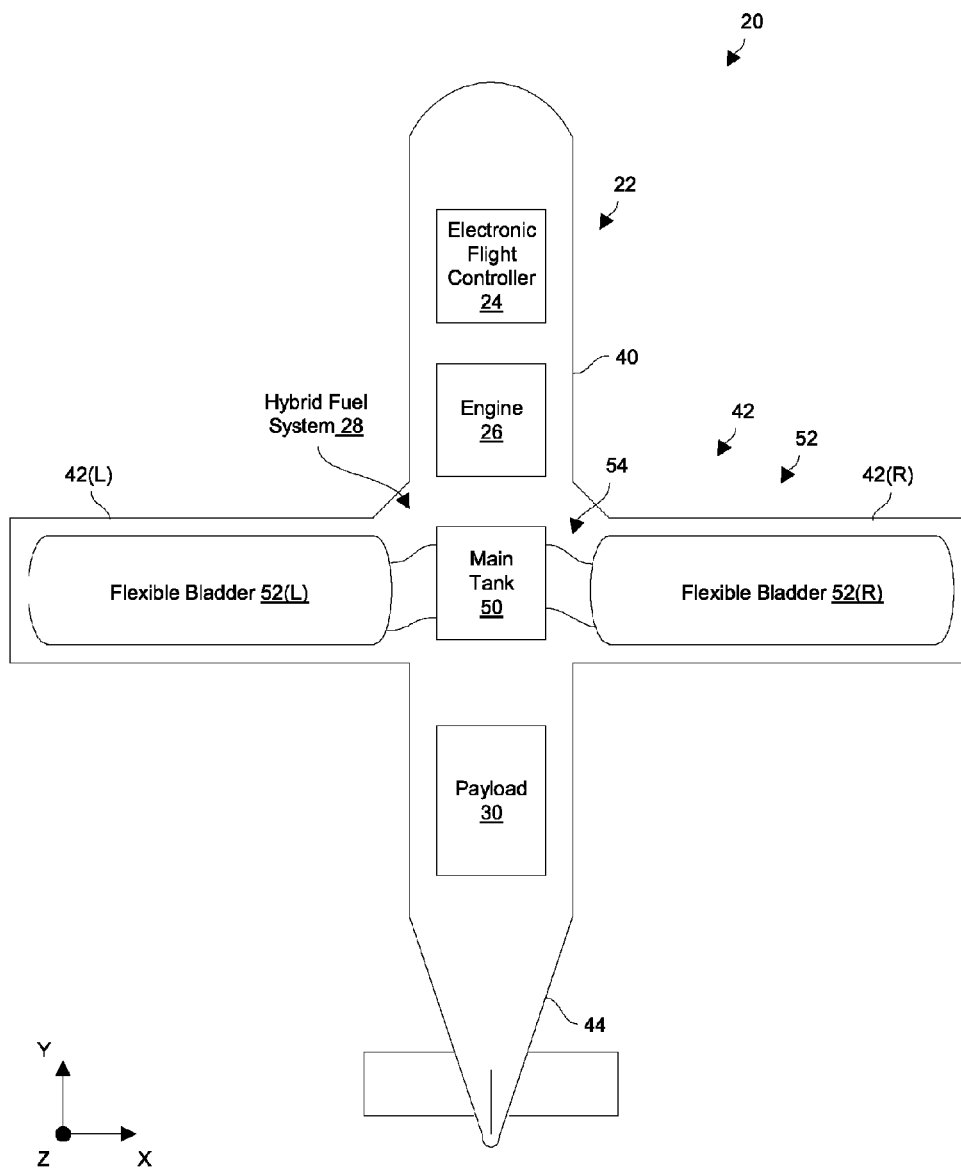 20
22
Electronic
Flight
Controller
24
40
Hybrid Fuel
System 28
Engine
26
42
52
54
42(L)
42(R)
Flexible Bladder 52(L)
Main
Tank
50
Flexible Bladder 52(R)
Payload
30
44
Y
Z
X